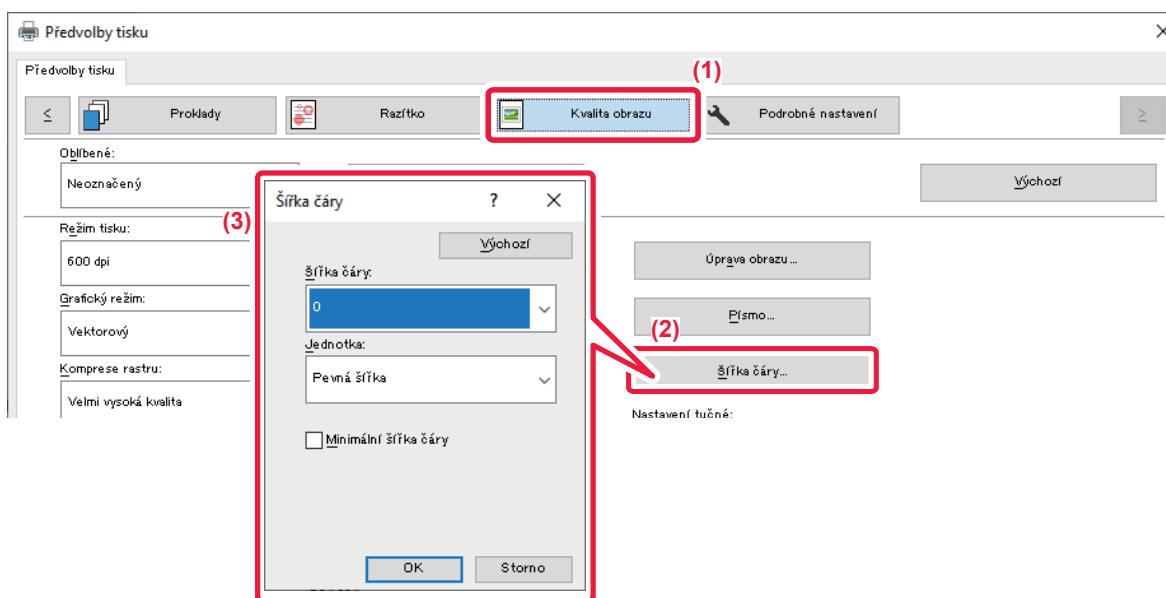 Předvolby tisku
Předvolby tisku
(1)
Proklady
Razítko
Kvalita obrazu
Podrobné nastavení
Oblíbené:
Neoznačený
Výchozí
Režim tisku:
600 dpi
Grafický režim:
Vektorový
Komprese rastru:
Velmi vysoká kvalita
(3)
Šířka čáry
?
Výchozí
Šířka čáry:
0
Jednotka:
Pevná šířka
Minimální šířka čáry
OK
Storno
Úprava obrazu...
Písmo...
(2)
Šířka čáry...
Nastavení tučné: